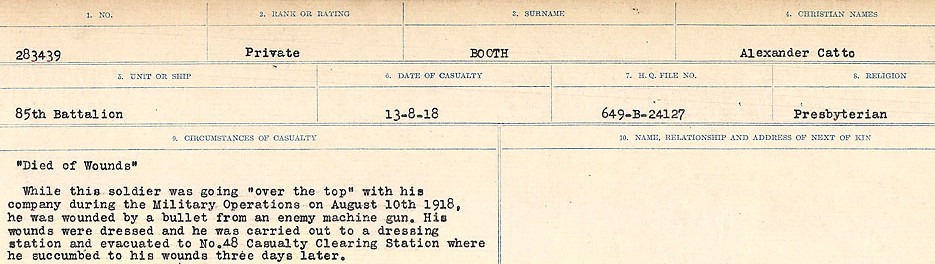 1. NO. 2. RANK OR RATING 3. SURNAME 4. CHRISTIAN NAMES
283439 Private BOOTH Alexander Catto
5. UNIT OR SHIP 6. DATE OF CASUALTY 7. H.Q. FILE NO. 8. RELIGION
85th Battalion 13-8-18 649-B-24127 Presbyterian
9. CIRCUMSTANCES OF CASUALTY 10. NAME, RELATIONSHIP AND ADDRESS OF NEXT OF KIN
"Died of Wounds"
While this soldier was going "over the top" with his
company during the Military Operations on August 10th 1918,
he was wounded by a bullet from an enemy machine gun. His
wounds were dressed and he was carried out to a dressing
station and evacuated to No.48 Casualty Clearing Station where
he succumbed to his wounds three days later.